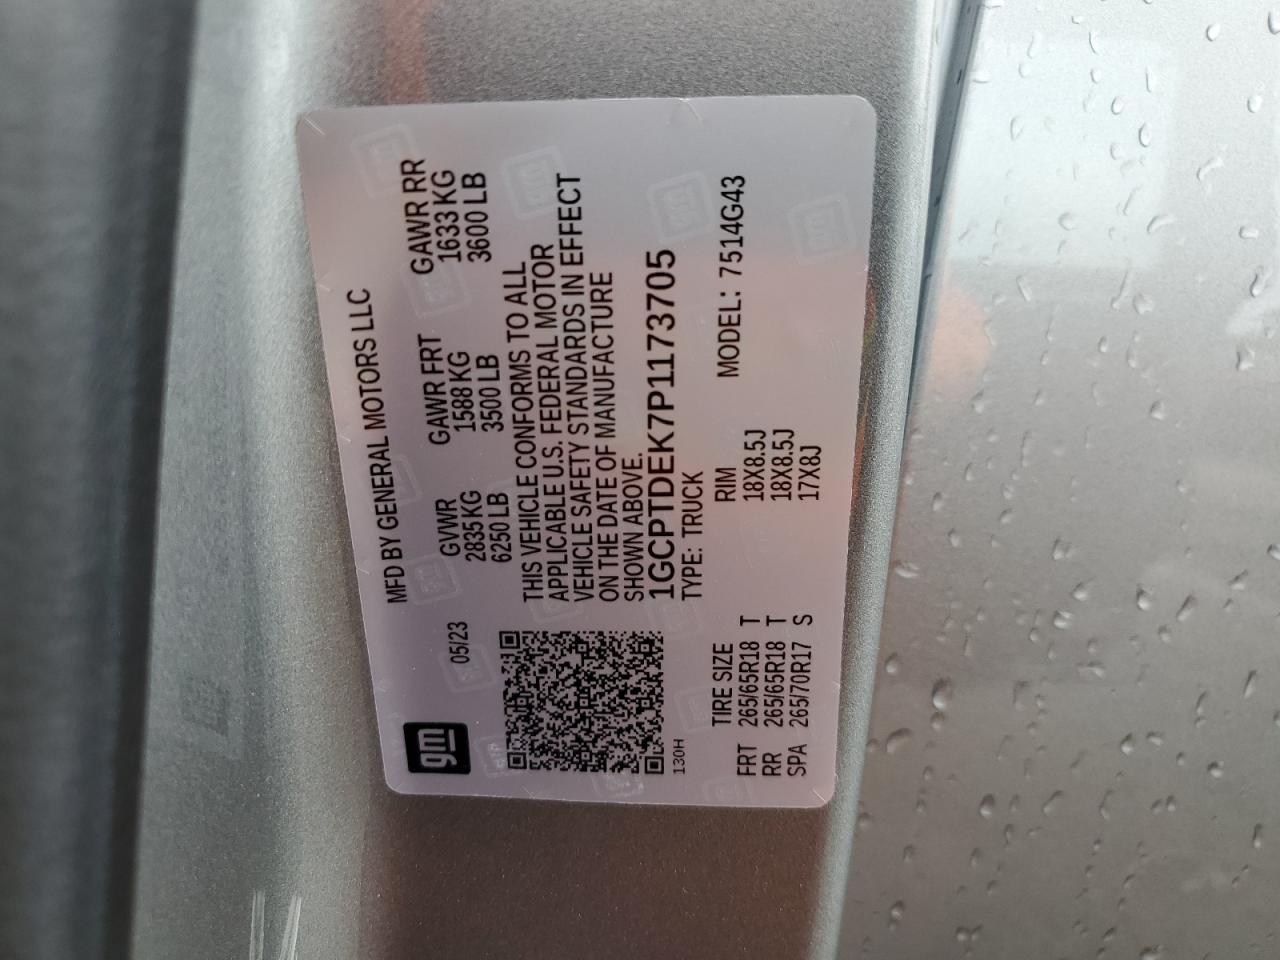 gm
05/23
MFD BY GENERAL MOTORS LLC
GVWR GAWR FRT GAWR RR
2835 KG 1588 KG 1633 KG
6250 LB 3500 LB 3600 LB
THIS VEHICLE CONFORMS TO ALL
APPLICABLE U.S. FEDERAL MOTOR
VEHICLE SAFETY STANDARDS IN EFFECT
ON THE DATE OF MANUFACTURE
SHOWN ABOVE.
1GCPTDEK7P1173705
TYPE: TRUCK
130H
TIRE SIZE RIM MODEL: 7514G43
FRT 265/65R18 T 18X8.5J
RR 265/65R18 T 18X8.5J
SPA 265/70R17 S 17X8J